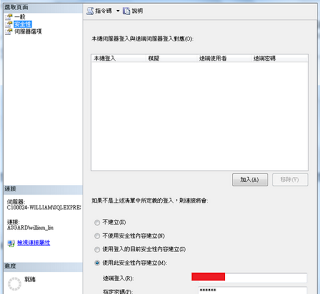 選取頁面
一般
安全性
伺服器選項
指令碼
說明
本機伺服器登入與遠端伺服器登入對應(O):
本機登入 模擬 遠端使用者 遠端密碼
加入(A) 移除(T)
如果不是上述清單中所定義的登入，則連線將會:
不建立(E)
不使用安全性內容建立(E)
使用登入的目前安全性內容建立(E)
使用此安全性內容建立(M):
遠端登入(R):
指定密碼(P):
******
連接
伺服器:
C100024-WILLIAM\SQLEXPRES
連接:
ASGARD\william_lin
檢視連接屬性
進度
就緒